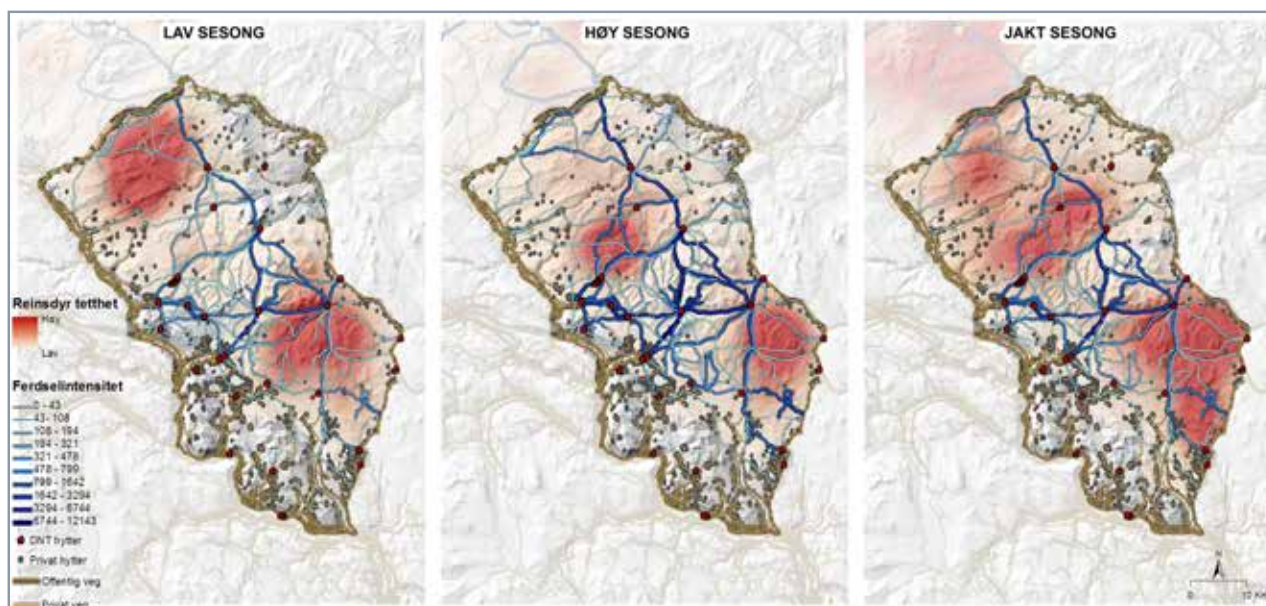 LAV SESONG
HØY SESONG
JAKT SESONG
Reinsdyr tetthet
Høy
Lav
Ferdselintensitet
0 - 43
43 - 108
108 - 194
194 - 321
321 - 478
478 - 799
799 - 1642
1642 - 3294
3294 - 6744
6744 - 12143
DNT hytter
Privat hytter
Offentlig veg
Privat veg
N
0 10 Km